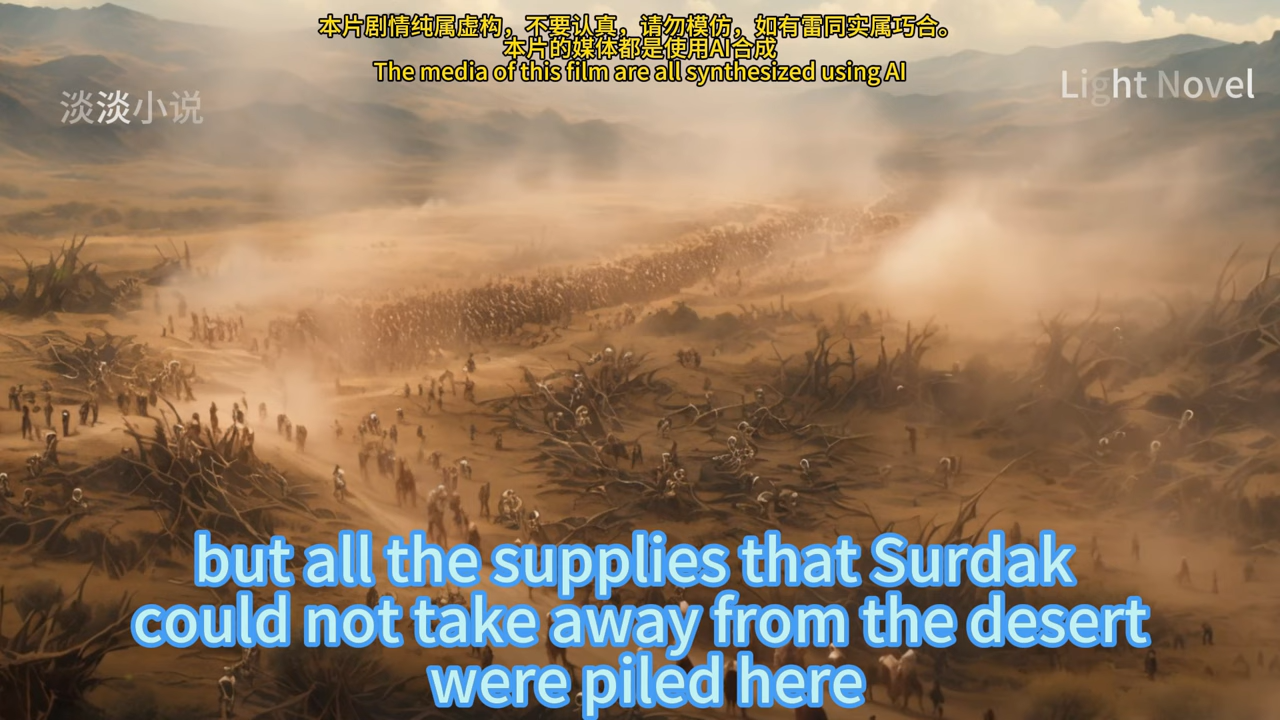 本片剧情纯属虚构，不要认真，请勿模仿，如有雷同实属巧合。
本片的媒体都是使用AI合成
The media of this film are all synthesized using AI
淡淡小说
Light Novel
but all the supplies that Surdak
could not take away from the desert
were piled here